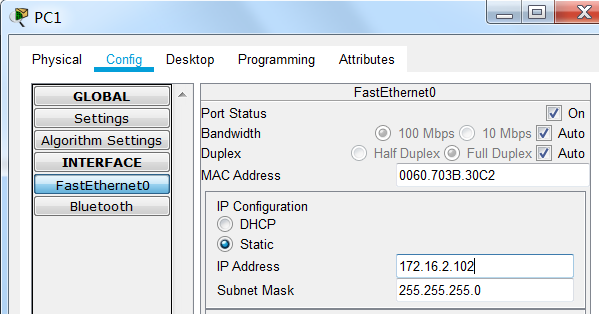 PC1
Physical Config Desktop Programming Attributes
GLOBAL
Settings
Algorithm Settings
INTERFACE
FastEthernet0
Bluetooth
FastEthernet0
Port Status On
Bandwidth 100 Mbps 10 Mbps Auto
Duplex Half Duplex Full Duplex Auto
MAC Address 0060.703B.30C2
IP Configuration
DHCP
Static
IP Address 172.16.2.102
Subnet Mask 255.255.255.0